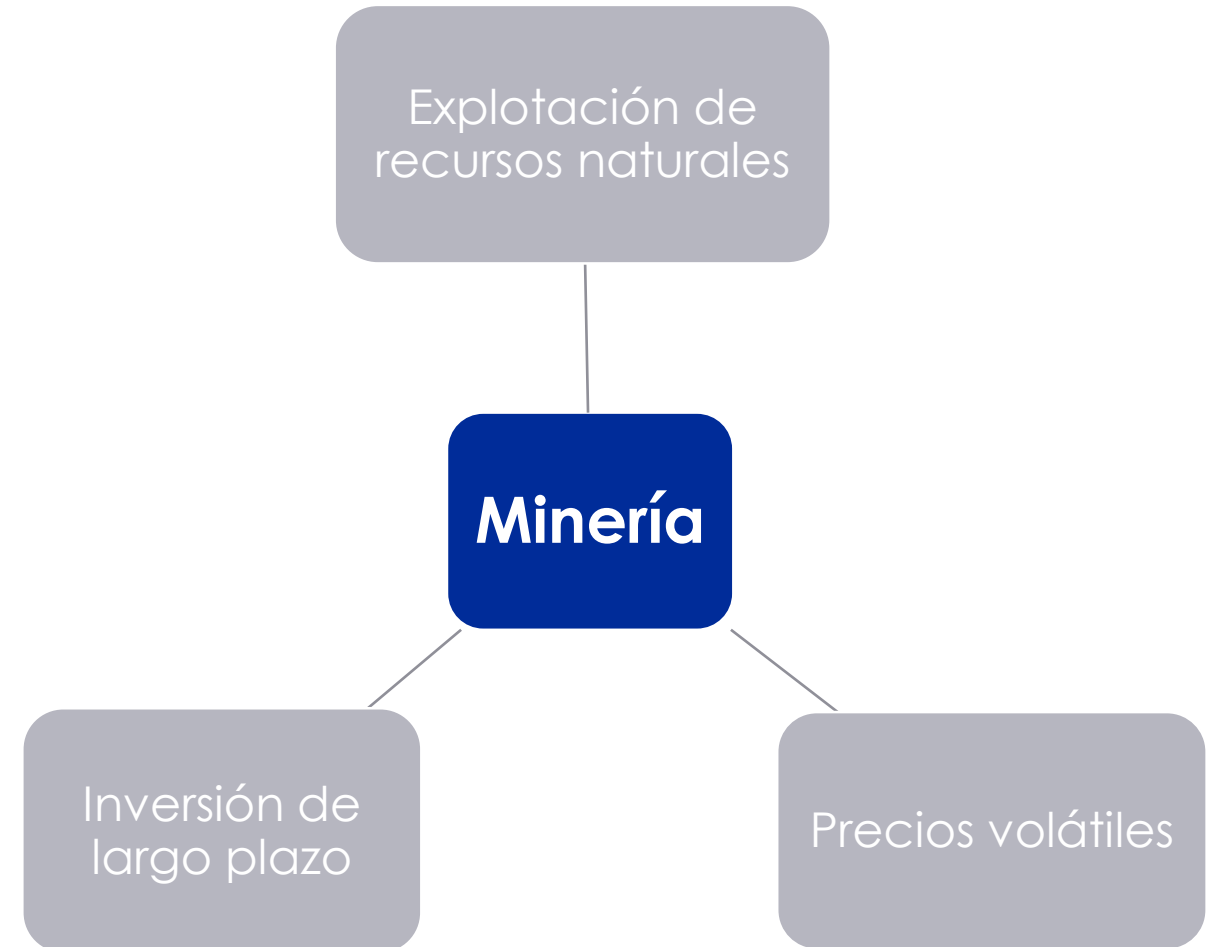 Explotación de
recursos naturales
Minería
Inversión de
largo plazo
Precios volátiles